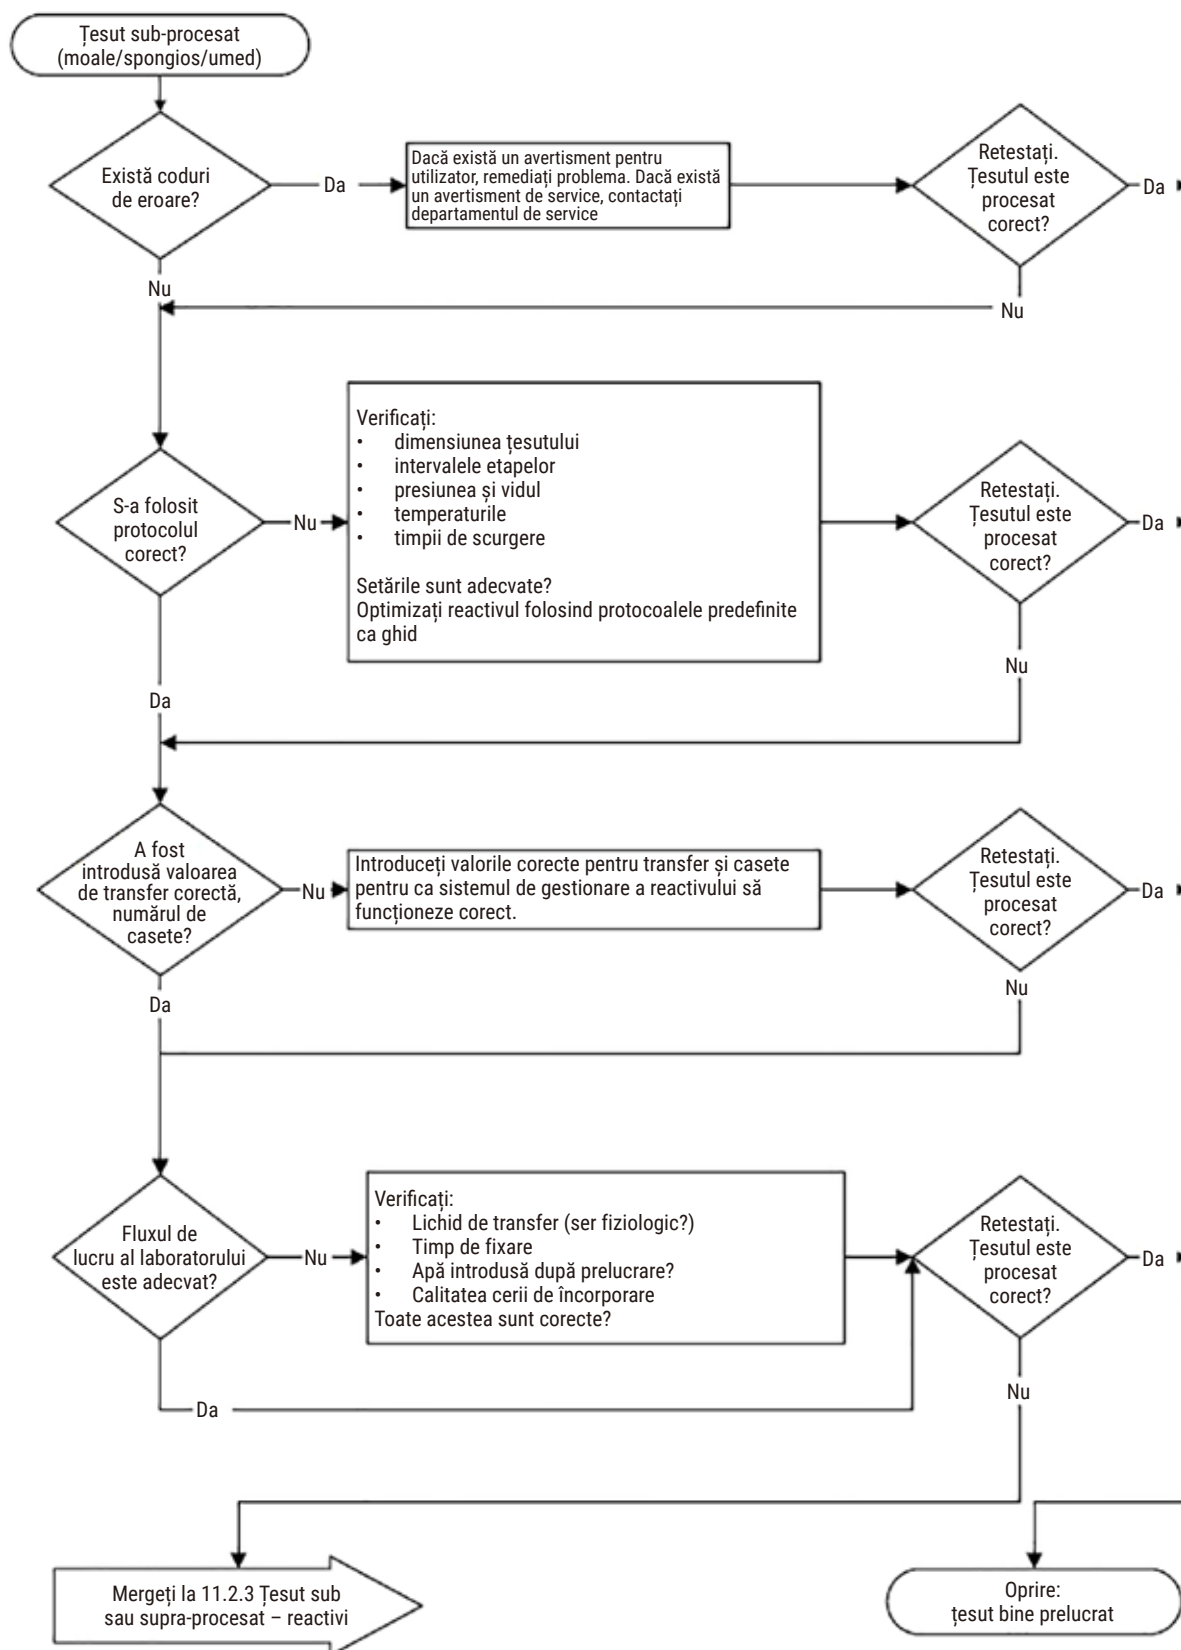 Țesut sub-procesat
(moale/spongios/umed)
Există coduri
de eroare?
Da
Dacă există un avertisment pentru
utilizator, remediați problema. Dacă există
un avertisment de service, contactați
departamentul de service
Retestați.
Țesutul este
procesat
corect?
Da
Nu
Nu
S-a folosit
protocolul
corect?
Nu
Verificați:
• dimensiunea țesutului
• intervalele etapelor
• presiunea și vidul
• temperaturile
• timpii de scurgere
Setările sunt adecvate?
Optimizați reactivul folosind protocoalele predefinite
ca ghid
Retestați.
Țesutul este
procesat
corect?
Da
Nu
Da
A fost
introdusă valoarea
de transfer corectă,
numărul de
casete?
Nu
Introduceți valorile corecte pentru transfer și casete
pentru ca sistemul de gestionare a reactivului să
funcționeze corect.
Retestați.
Țesutul este
procesat
corect?
Da
Nu
Da
Fluxul de
lucru al laboratorului
este adecvat?
Nu
Verificați:
• Lichid de transfer (ser fiziologic?)
• Timp de fixare
• Apă introdusă după prelucrare?
• Calitatea cerii de încorporare
Toate acestea sunt corecte?
Retestați.
Țesutul este
procesat
corect?
Da
Nu
Da
Mergeți la 11.2.3 Țesut sub
sau supra-procesat – reactivi
Oprire:
țesut bine prelucrat